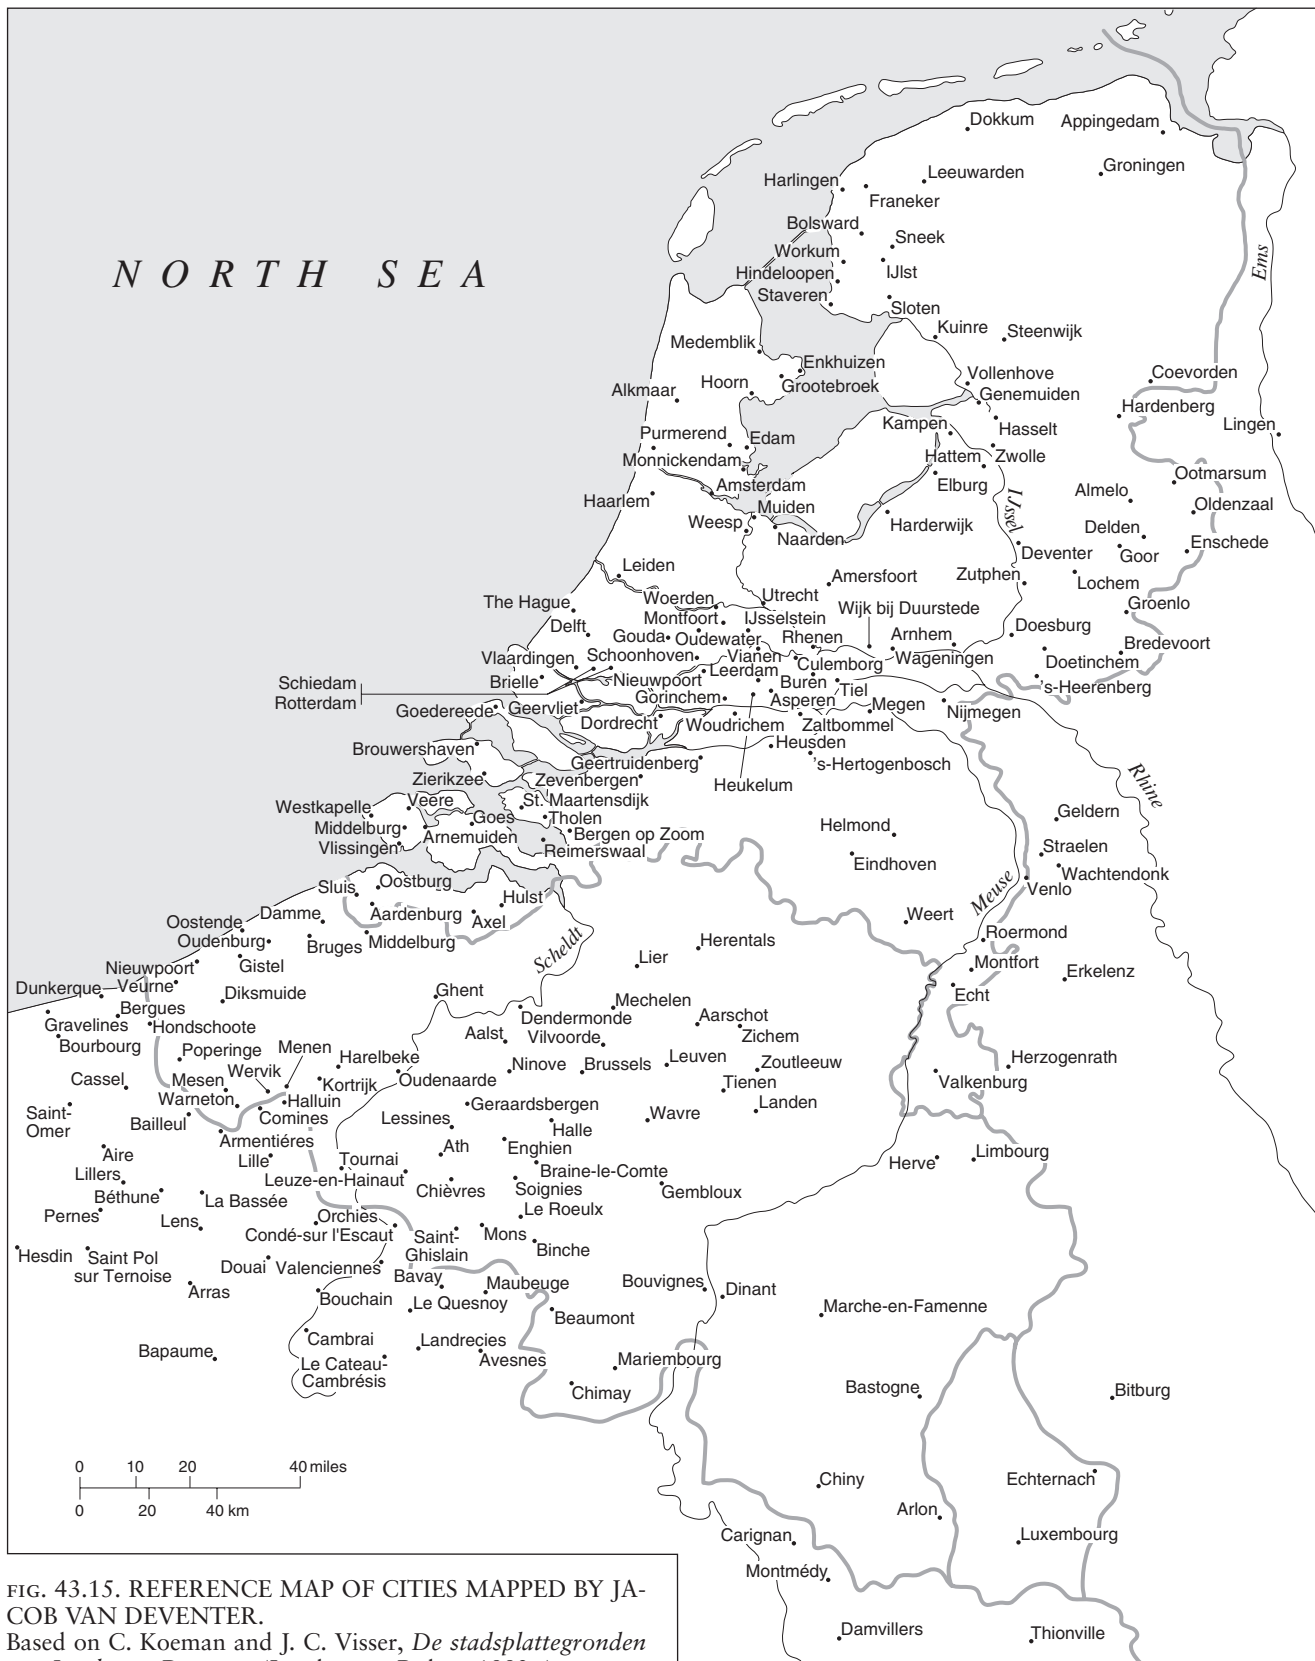 Dokkum
Appingedam
Groningen
Leeuwarden
Harlingen
Franeker
Bolsward
Sneek
Workum
IJlst
Hindeloopen
Staveren
Sloten
NORTH SEA
Ems
Kuinre
Steenwijk
Medemblik
Enkhuizen
Grootebroek
Hoorn
Alkmaar
Vollenhove
Genemuiden
Coevorden
Hardenberg
Lingen
Kampen
Hasselt
Purmerend
Edam
Monnickendam
Hattem
Zwolle
Elburg
Amsterdam
Haarlem
Muiden
Weesp
Naarden
Harderwijk
IJssel
Ootmarsum
Almelo
Oldenzaal
Delden
Goor
Enschede
Deventer
Leiden
Amersfoort
Zutphen
Lochem
The Hague
Woerden
Utrecht
Wijk bij Duurstede
Groenlo
Delft
Montfoort
IJsselstein
Gouda
Oudewater
Rhenen
Arnhem
Doesburg
Bredevoort
Vlaardingen
Schoonhoven
Vianen
Culemborg
Wageningen
Doetinchem
Brielle
Nieuwpoort
Leerdam
Buren
Tiel
's-Heerenberg
Schiedam
Rotterdam
Gorinchem
Asperen
Megen
Nijmegen
Goedereede
Geervliet
Dordrecht
Woudrichem
Zaltbommel
Brouwershaven
Heusden
Geertruidenberg
's-Hertogenbosch
Zierikzee
Zevenbergen
Heukelum
Rhine
Westkapelle
Veere
St. Maartensdijk
Goes
Tholen
Middelburg
Arnemuiden
Bergen op Zoom
Vlissingen
Reimerswaal
Helmond
Eindhoven
Geldern
Straelen
Wachtendonk
Venlo
Meuse
Sluis
Oostburg
Hulst
Aardenburg
Axel
Weert
Roermond
Oostende
Damme
Oudenburg
Bruges
Middelburg
Scheldt
Herentals
Lier
Montfort
Erkelenz
Echt
Nieuwpoort
Gistel
Dunkerque
Veurne
Diksmuide
Ghent
Mechelen
Bergues
Gravelines
Hondschoote
Bourbourg
Dendermonde
Aarschot
Aalst
Vilvoorde
Zichem
Poperinge
Menen
Harelbeke
Ninove
Brussels
Leuven
Zoutleeuw
Herzogenrath
Cassel
Mesen
Wervik
Kortrijk
Oudenaarde
Tienen
Valkenburg
Warneton
Halluin
Landen
Saint-
Omer
Bailleul
Comines
Lessines
Geraardsbergen
Wavre
Halle
Armentiéres
Ath
Enghien
Aire
Lille
Tournai
Braine-le-Comte
Herve
Limbourg
Lillers
Leuze-en-Hainaut
Béthune
La Bassée
Chièvres
Soignies
Gembloux
Pernes
Lens
Orchies
Le Roeulx
Condé-sur l'Escaut
Saint-
Ghislain
Mons
Binche
Hesdin
Saint Pol
sur Ternoise
Douai
Valenciennes
Bavay
Maubeuge
Bouvignes
Dinant
Arras
Bouchain
Le Quesnoy
Beaumont
Marche-en-Famenne
Cambrai
Landrecies
Avesnes
Bapaume
Le Cateau-
Cambrésis
Mariembourg
Chimay
Bastogne
Bitburg
0 10 20 40 miles
0 20 40 km
Chiny
Echternach
Arlon
Luxembourg
Carignan
Montmédy
Damvillers
Thionville
FIG. 43.15. REFERENCE MAP OF CITIES MAPPED BY JA-
COB VAN DEVENTER.
Based on C. Koeman and J. C. Visser, De stadsplattegronden